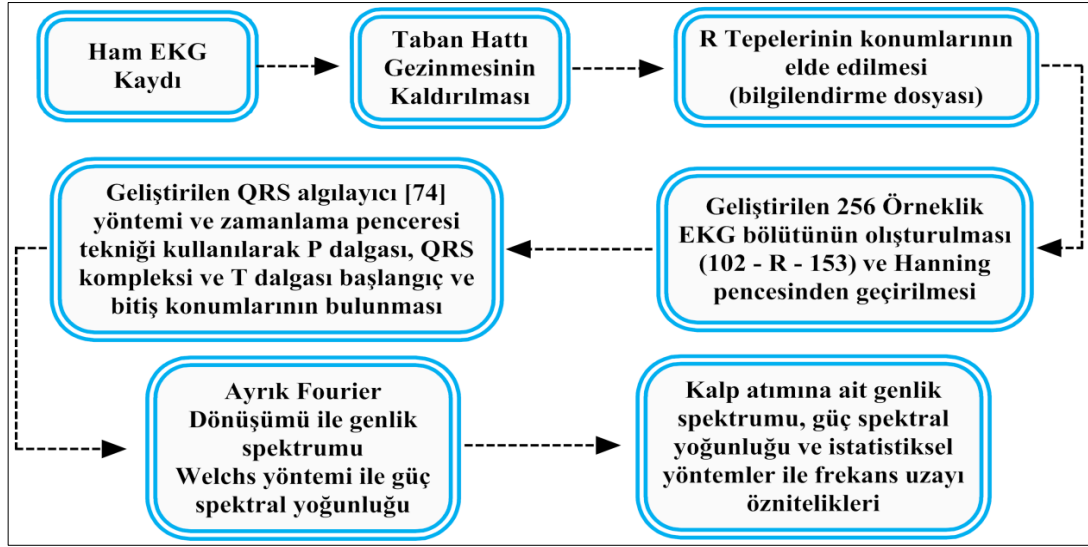 Ham EKG
Kaydı
Taban Hattı
Gezinmesinin
Kaldırılması
R Tepelerinin konumlarının
elde edilmesi
(bilgilendirme dosyası)
Geliştirilen 256 Örneklik
EKG bölütünün olışturulması
(102 - R - 153) ve Hanning
pencesinden geçirilmesi
Geliştirilen QRS algılayıcı [74]
yöntemi ve zamanlama penceresi
tekniği kullanılarak P dalgası, QRS
kompleksi ve T dalgası başlangıç ve
bitiş konumlarının bulunması
Ayrık Fourier
Dönüşümü ile genlik
spektrumu
Welchs yöntemi ile güç
spektral yoğunluğu
Kalp atımına ait genlik
spektrumu, güç spektral
yoğunluğu ve istatistiksel
yöntemler ile frekans uzayı
öznitelikleri